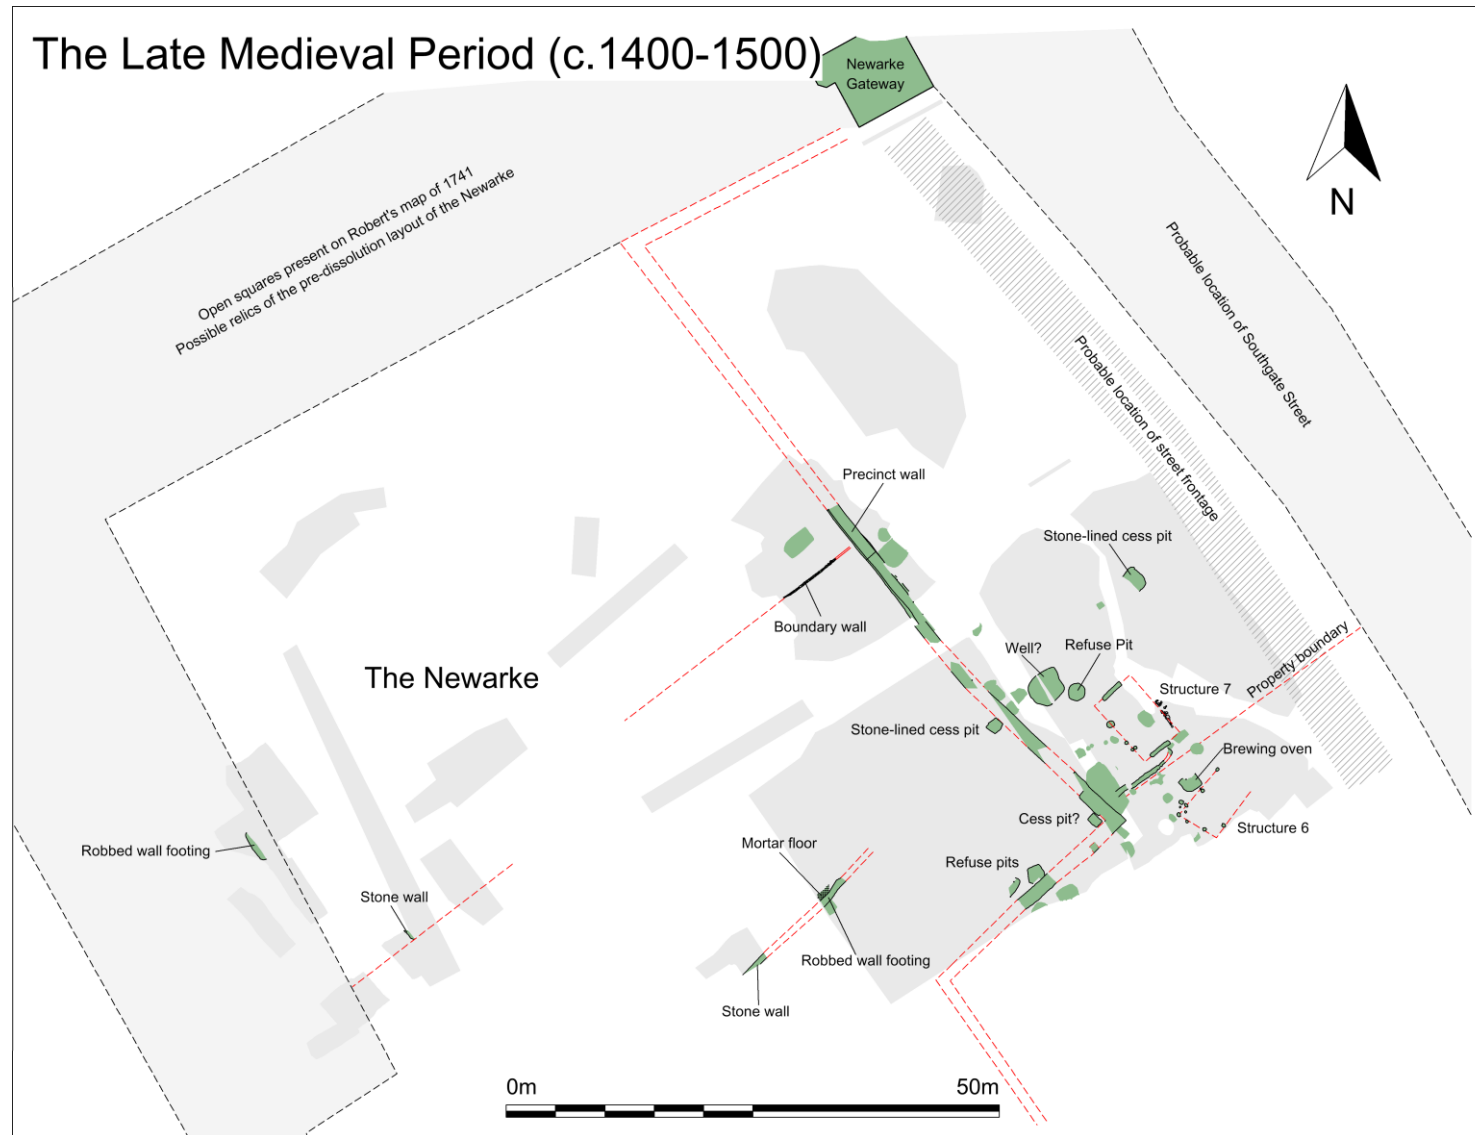 The Late Medieval Period (c.1400-1500)
Newarke
Gateway
N
Open squares present on Robert's map of 1741
Possible relics of the pre-dissolution layout of the Newarke
Probable location of Southgate Street
Probable location of street frontage
Precinct wall
Stone-lined cess pit
Boundary wall
Well?
Refuse Pit
Property boundary
The Newarke
Structure 7
Stone-lined cess pit
Brewing oven
Cess pit?
Structure 6
Mortar floor
Robbed wall footing
Refuse pits
Stone wall
Robbed wall footing
Stone wall
0m
50m